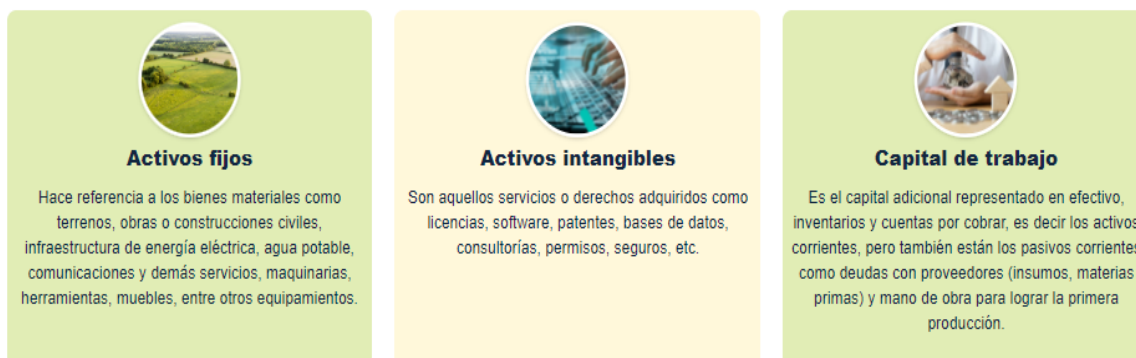 Activos fijos
Hace referencia a los bienes materiales como
terrenos, obras o construcciones civiles,
infraestructura de energía eléctrica, agua potable,
comunicaciones y demás servicios, maquinarias,
herramientas, muebles, entre otros equipamientos.
Activos intangibles
Son aquellos servicios o derechos adquiridos como
licencias, software, patentes, bases de datos,
consultorías, permisos, seguros, etc.
Capital de trabajo
Es el capital adicional representado en efectivo,
inventarios y cuentas por cobrar, es decir los activos
corrientes, pero también están los pasivos corrientes
como deudas con proveedores (insumos, materias
primas) y mano de obra para lograr la primera
producción.